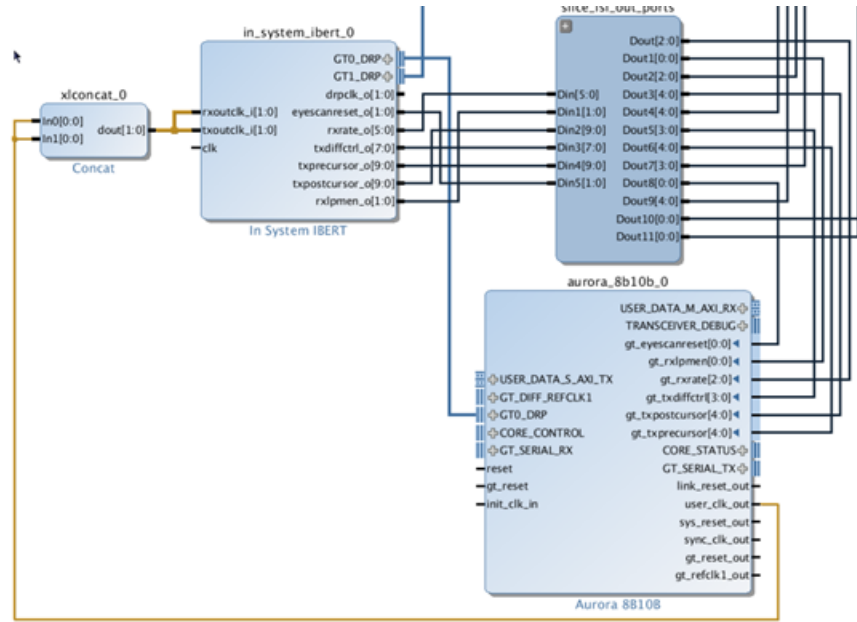 in_system_ibert_0
GT0_DRP
GT1_DRP
drpclk_o[1:0]
rxoutclk_i[1:0]
eyescanreset_o[1:0]
txoutclk_i[1:0]
rxrate_o[5:0]
clk
txdiffctrl_o[7:0]
txprecursor_o[9:0]
txpostcursor_o[9:0]
rxlpmen_o[1:0]
In System IBERT
xlconcat_0
In0[0:0]
In1[0:0]
dout[1:0]
Concat
slice_isi_out_ports
Dout[2:0]
Dout1[0:0]
Dout2[2:0]
Din[5:0]
Dout3[4:0]
Din1[1:0]
Dout4[4:0]
Din2[9:0]
Dout5[3:0]
Din3[7:0]
Dout6[4:0]
Din4[9:0]
Dout7[3:0]
Din5[1:0]
Dout8[0:0]
Dout9[4:0]
Dout10[0:0]
Dout11[0:0]
aurora_8b10b_0
USER_DATA_M_AXI_RX
TRANSCEIVER_DEBUG
gt_eyescanreset[0:0]
gt_rxlpmen[0:0]
USER_DATA_S_AXI_TX
gt_rxrate[2:0]
GT_DIFF_REFCLK1
gt_txdiffctrl[3:0]
GT0_DRP
gt_txpostcursor[4:0]
CORE_CONTROL
gt_txprecursor[4:0]
GT_SERIAL_RX
CORE_STATUS
reset
GT_SERIAL_TX
gt_reset
link_reset_out
init_clk_in
user_clk_out
sys_reset_out
sync_clk_out
gt_reset_out
gt_refclk1_out
Aurora 8B10B